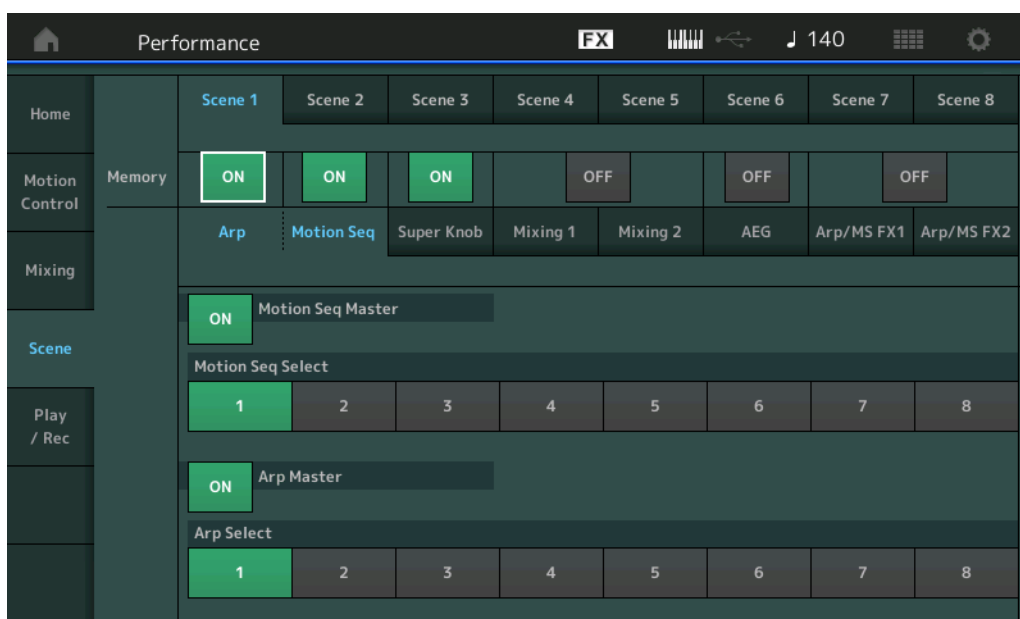 Performance FX 140
Scene 1 Scene 2 Scene 3 Scene 4 Scene 5 Scene 6 Scene 7 Scene 8
Home
Memory ON ON ON OFF OFF OFF
Motion
Control
Arp Motion Seq Super Knob Mixing 1 Mixing 2 AEG Arp/MS FX1 Arp/MS FX2
Mixing
ON Motion Seq Master
Scene
Motion Seq Select
1 2 3 4 5 6 7 8
Play
/ Rec
ON Arp Master
Arp Select
1 2 3 4 5 6 7 8